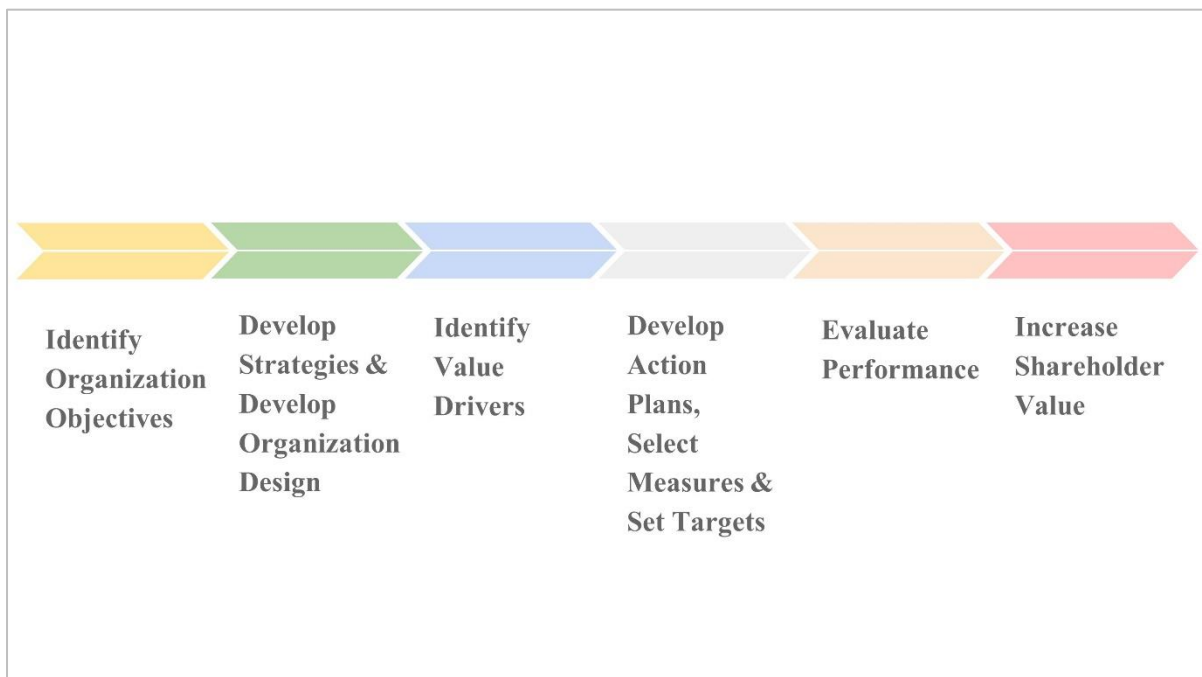 Identify
Organization
Objectives
Develop
Strategies &
Develop
Organization
Design
Identify
Value
Drivers
Develop
Action
Plans,
Select
Measures &
Set Targets
Evaluate
Performance
Increase
Shareholder
Value